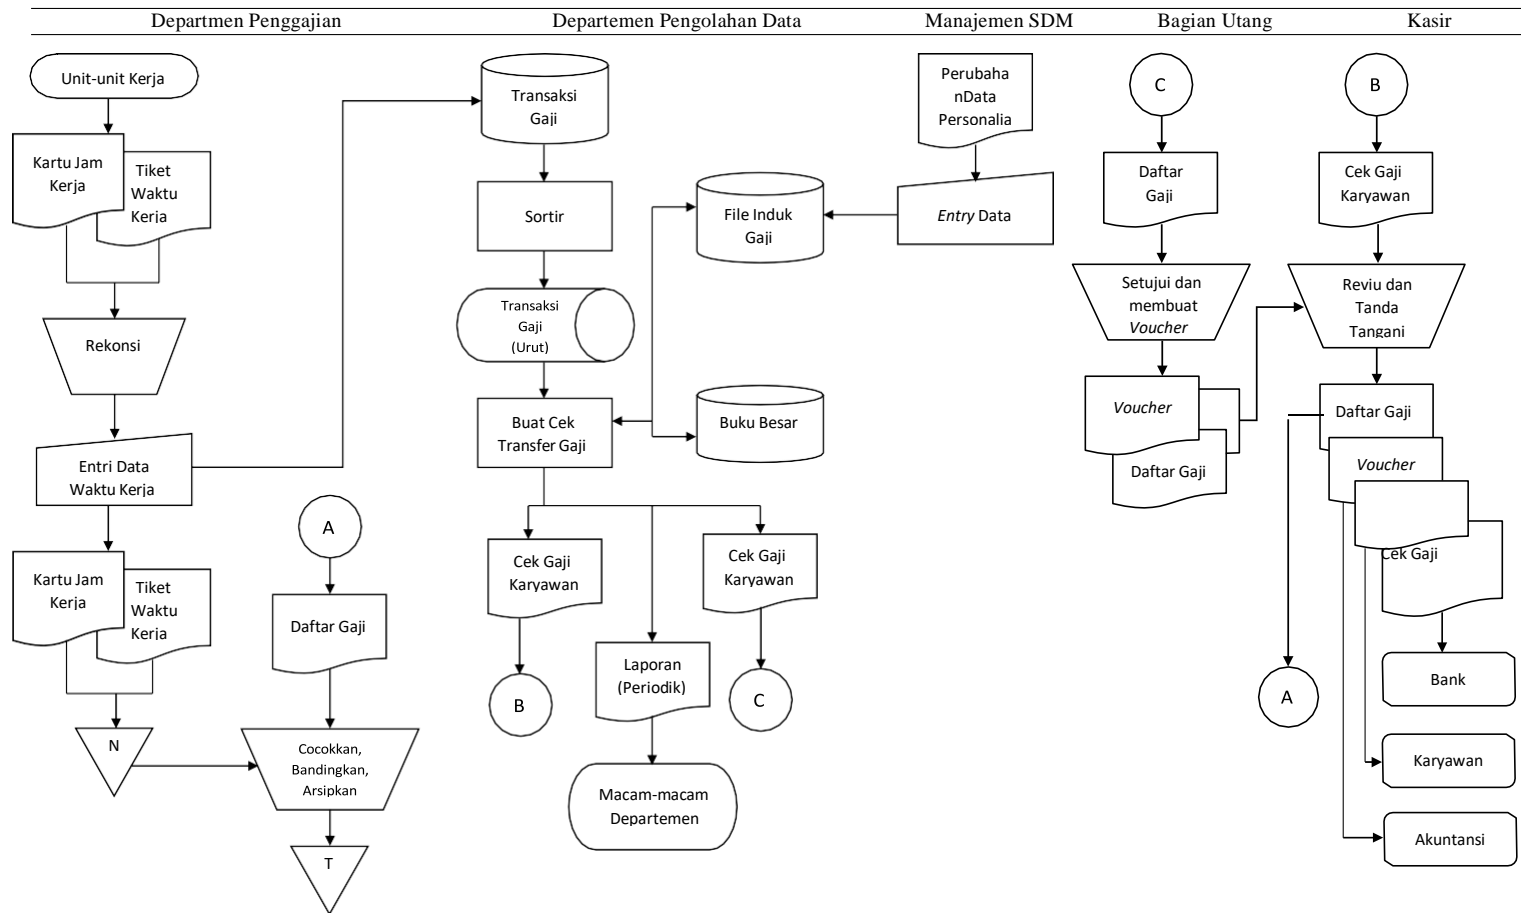 Departmen Penggajian
Departemen Pengolahan Data
Manajemen SDM
Bagian Utang
Kasir
Unit-unit Kerja
Kartu Jam
Kerja
Tiket
Waktu
Kerja
Rekonsi
Entri Data
Waktu Kerja
Kartu Jam
Kerja
Tiket
Waktu
Kerja
N
A
Daftar Gaji
Cocokkan,
Bandingkan,
Arsipkan
T
Transaksi
Gaji
Sortir
Transaksi
Gaji
(Urut)
Buat Cek
Transfer Gaji
File Induk
Gaji
Buku Besar
Cek Gaji
Karyawan
B
Laporan
(Periodik)
Macam-macam
Departemen
Cek Gaji
Karyawan
C
Perubaha
nData
Personalia
Entry Data
C
Daftar
Gaji
Setujui dan
membuat
Voucher
Voucher
Daftar Gaji
B
Cek Gaji
Karyawan
Reviu dan
Tanda
Tangani
Daftar Gaji
Voucher
Cek Gaji
A
Bank
Karyawan
Akuntansi